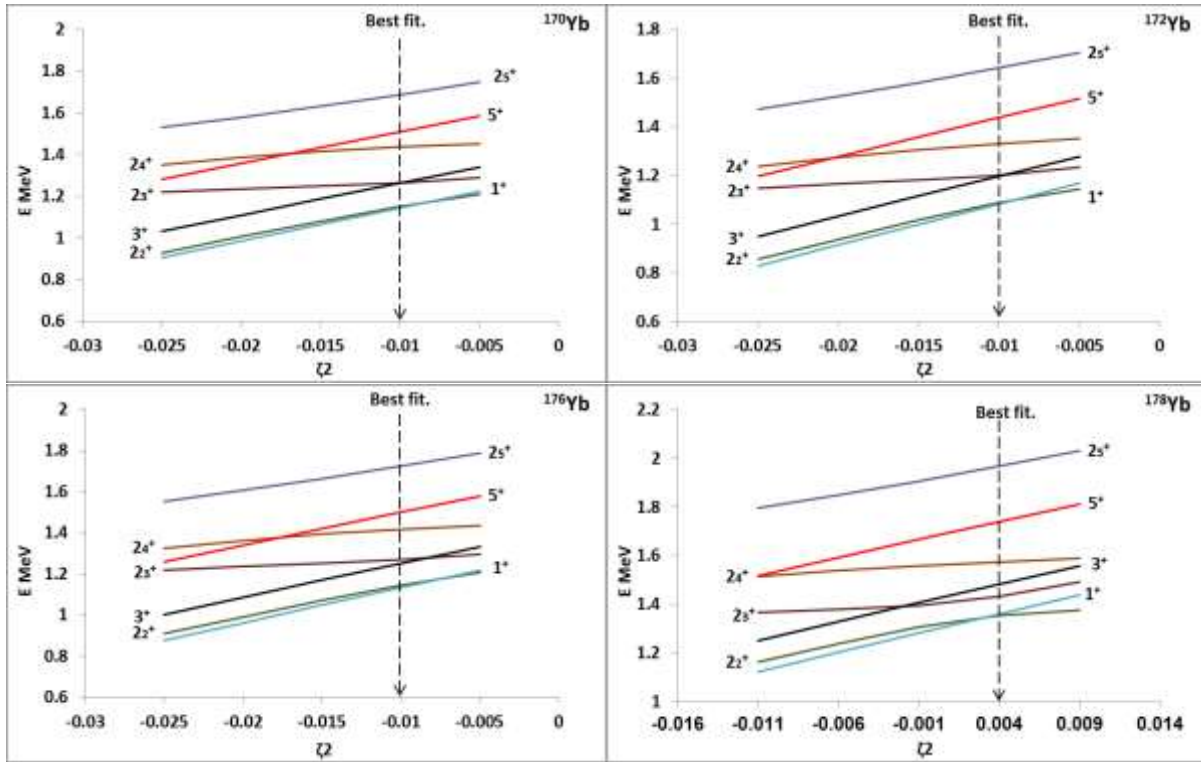 Best fit.
¹⁷⁰Yb
2
1.8
1.6
1.4
1.2
1
0.8
0.6
E MeV
2₅⁺
5⁺
2₄⁺
2₃⁺
3⁺
2₂⁺
1⁺
-0.03 -0.025 -0.02 -0.015 -0.01 -0.005 0
ζ2
Best fit.
¹⁷²Yb
1.8
1.6
1.4
1.2
1
0.8
0.6
E MeV
2₅⁺
5⁺
2₄⁺
2₃⁺
3⁺
2₂⁺
1⁺
-0.03 -0.025 -0.02 -0.015 -0.01 -0.005 0
ζ2
Best fit.
¹⁷⁶Yb
2
1.8
1.6
1.4
1.2
1
0.8
0.6
E MeV
2₅⁺
5⁺
2₄⁺
2₃⁺
3⁺
2₂⁺
1⁺
-0.03 -0.025 -0.02 -0.015 -0.01 -0.005 0
ζ2
Best fit.
¹⁷⁸Yb
2.2
2
1.8
1.6
1.4
1.2
1
E MeV
2₅⁺
5⁺
2₄⁺
3⁺
2₃⁺
1⁺
2₂⁺
-0.016 -0.011 -0.006 -0.001 0.004 0.009 0.014
ζ2